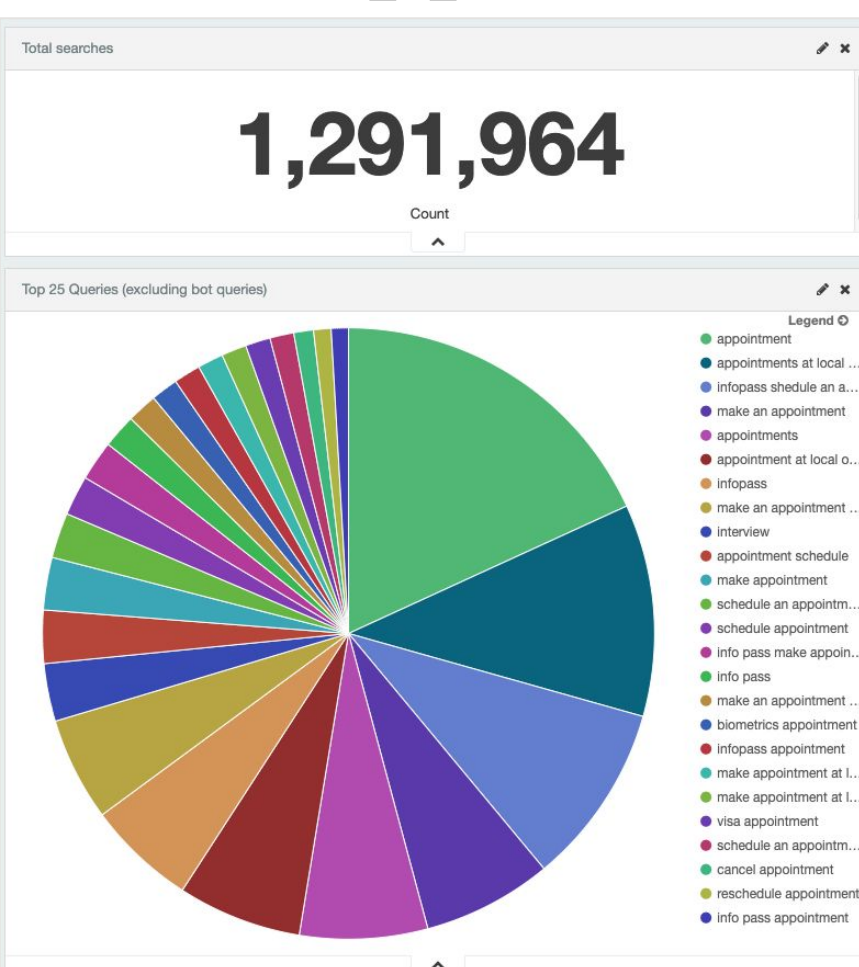 Total searches
1,291,964
Count
Top 25 Queries (excluding bot queries)
Legend
appointment
appointments at local ...
infopass shedule an a...
make an appointment
appointments
appointment at local o...
infopass
make an appointment ...
interview
appointment schedule
make appointment
schedule an appointm...
schedule appointment
info pass make appoin...
info pass
make an appointment ...
biometrics appointment
infopass appointment
make appointment at l...
make appointment at l...
visa appointment
schedule an appointm...
cancel appointment
reschedule appointment
info pass appointment